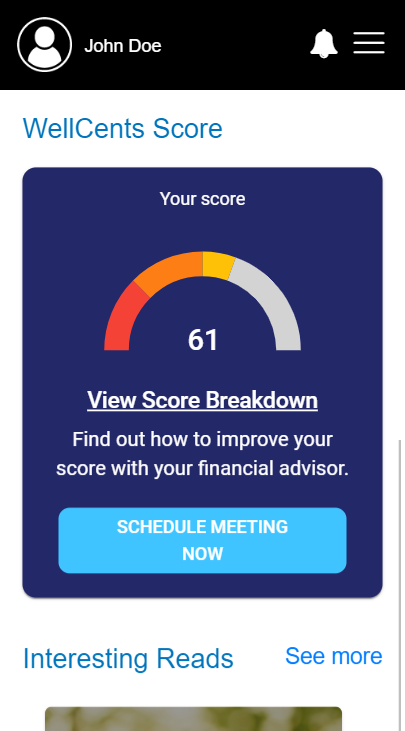 John Doe
WellCents Score
Your score
61
View Score Breakdown
Find out how to improve your
score with your financial advisor.
SCHEDULE MEETING
NOW
Interesting Reads
See more